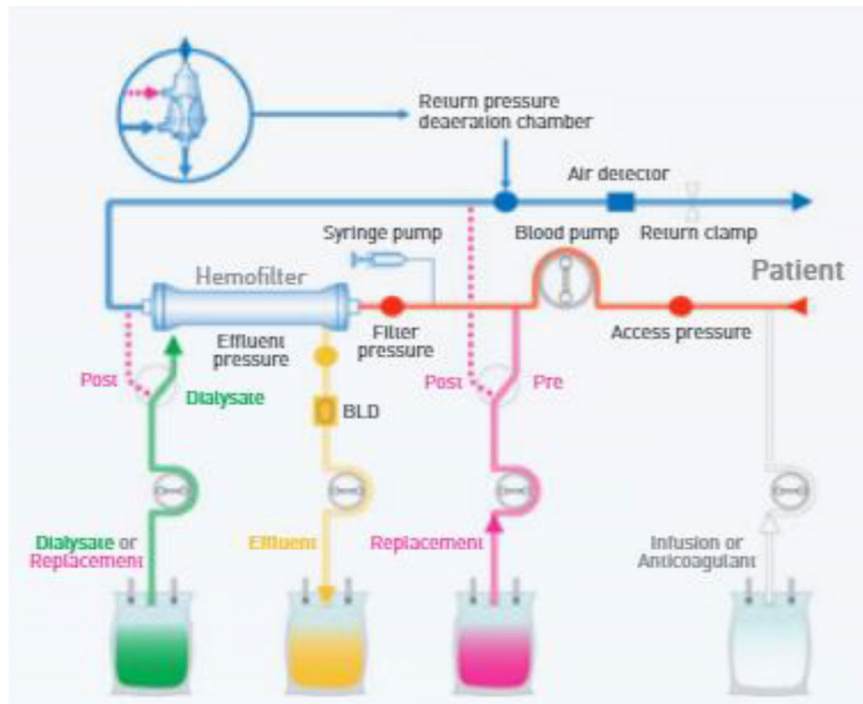 Return pressure
deaeration chamber
Air detector
Syringe pump
Blood pump
Return clamp
Patient
Hemofilter
Effluent
pressure
Filter
pressure
Access pressure
Post
Dialysate
BLD
Post
Pre
Dialysate or
Replacement
Effluent
Replacement
Infusion or
Anticoagulant